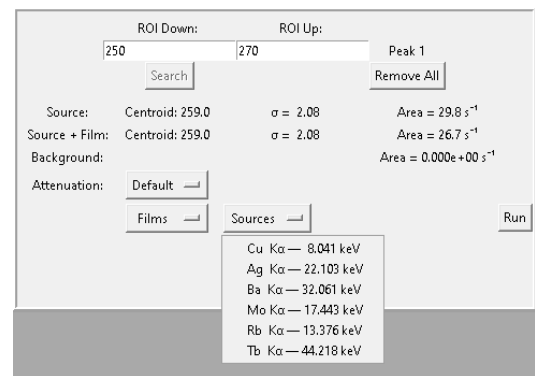 ROI Down: ROI Up:
250 270 Peak 1
Search Remove All
Source: Centroid: 259.0 σ = 2.08 Area = 29.8 s⁻¹
Source + Film: Centroid: 259.0 σ = 2.08 Area = 26.7 s⁻¹
Background: Area = 0.000e+00 s⁻¹
Attenuation: Default
Films Sources Run
Cu Kα — 8.041 keV
Ag Kα — 22.103 keV
Ba Kα — 32.061 keV
Mo Kα — 17.443 keV
Rb Kα — 13.376 keV
Tb Kα — 44.218 keV